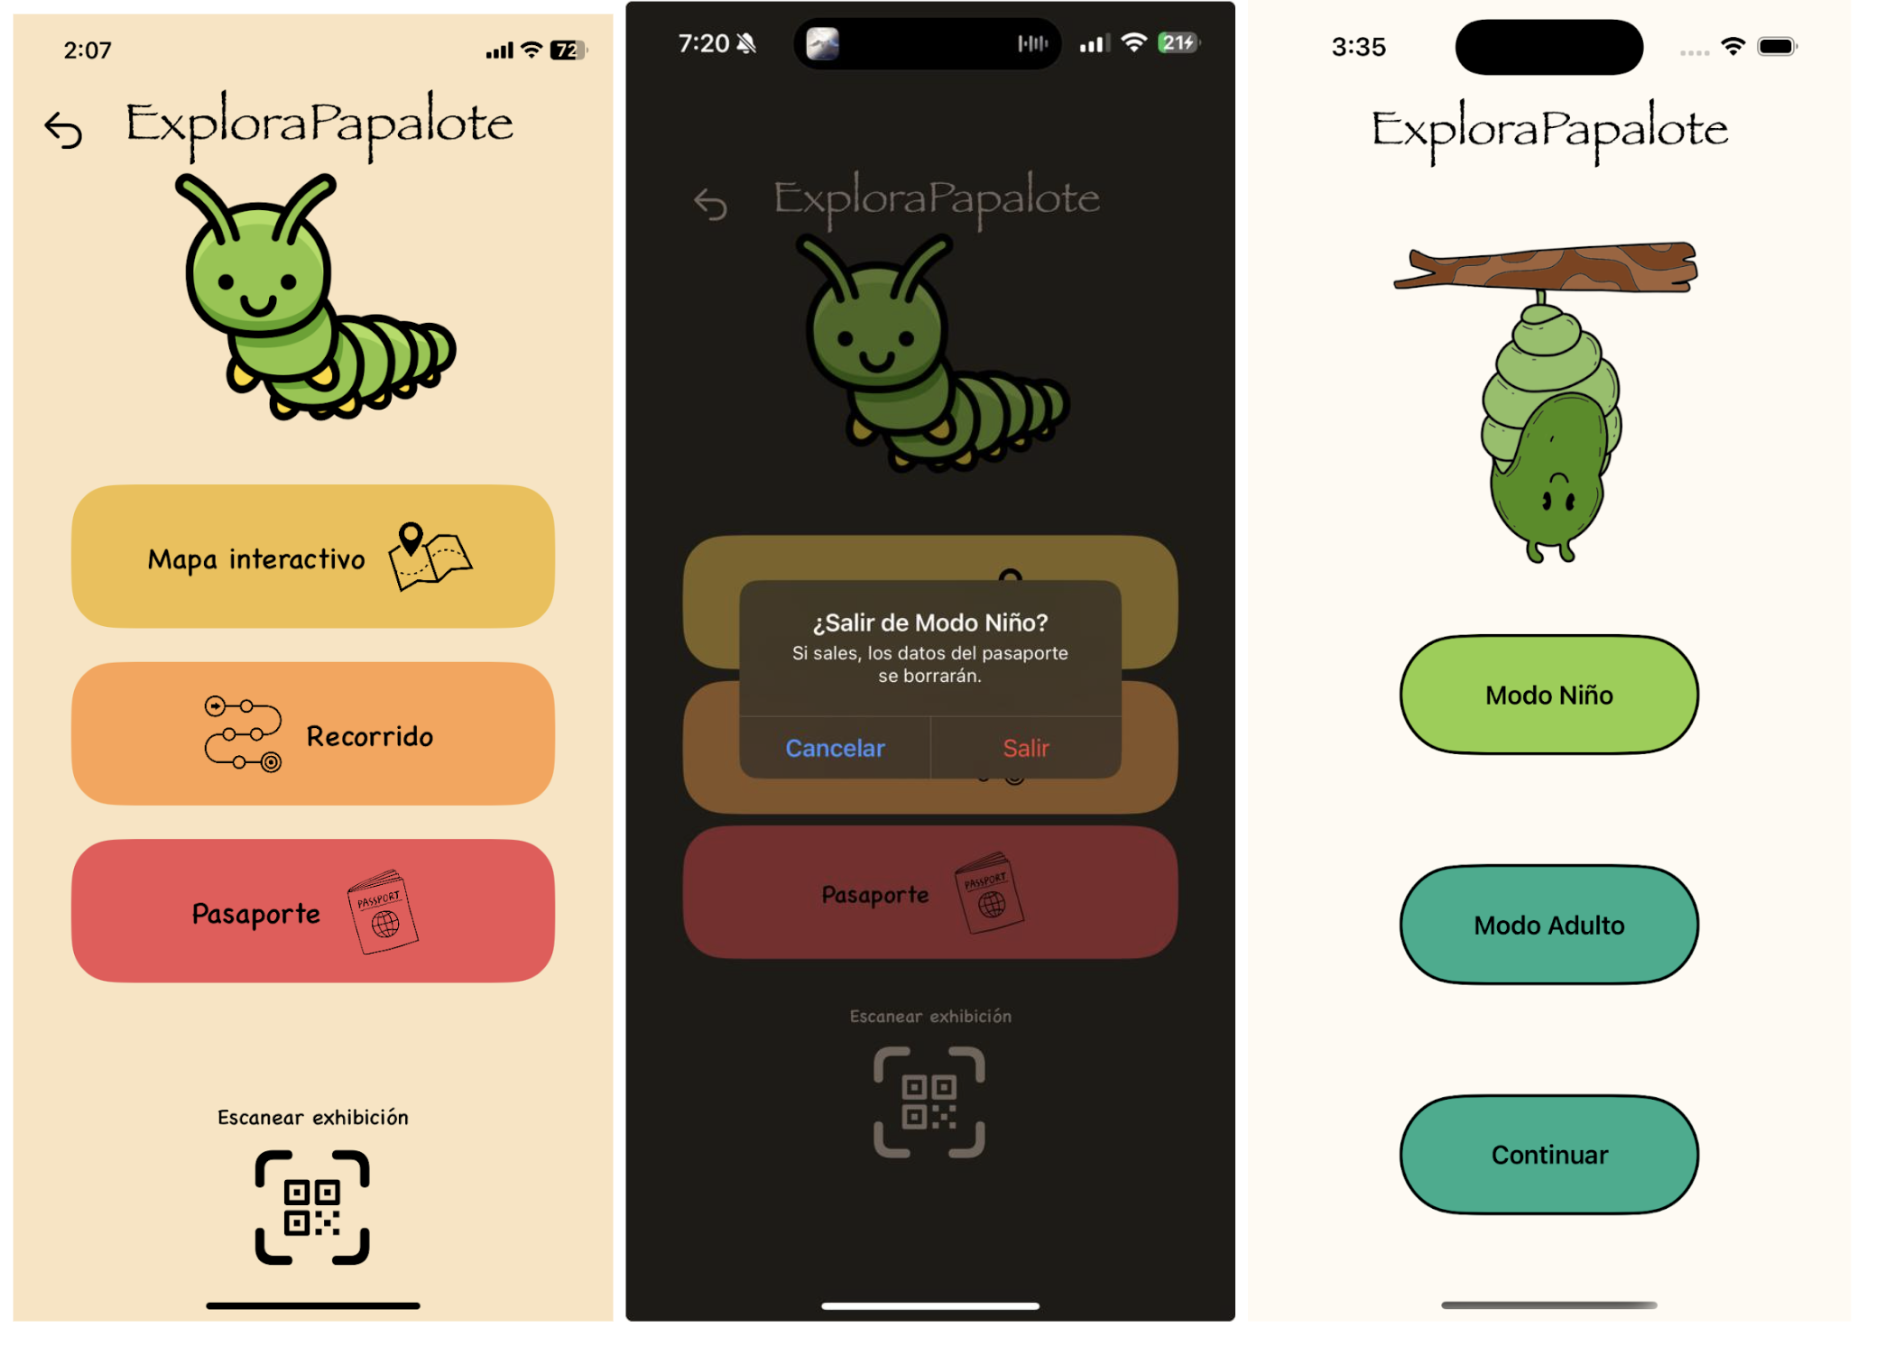 2:07
72
ExploraPapalote
Mapa interactivo
Recorrido
PASSPORT
Pasaporte
Escanear exhibición
7:20
21
ExploraPapalote
¿Salir de Modo Niño?
Si sales, los datos del pasaporte
se borrarán.
Cancelar
Salir
PASSPORT
Pasaporte
Escanear exhibición
3:35
ExploraPapalote
Modo Niño
Modo Adulto
Continuar